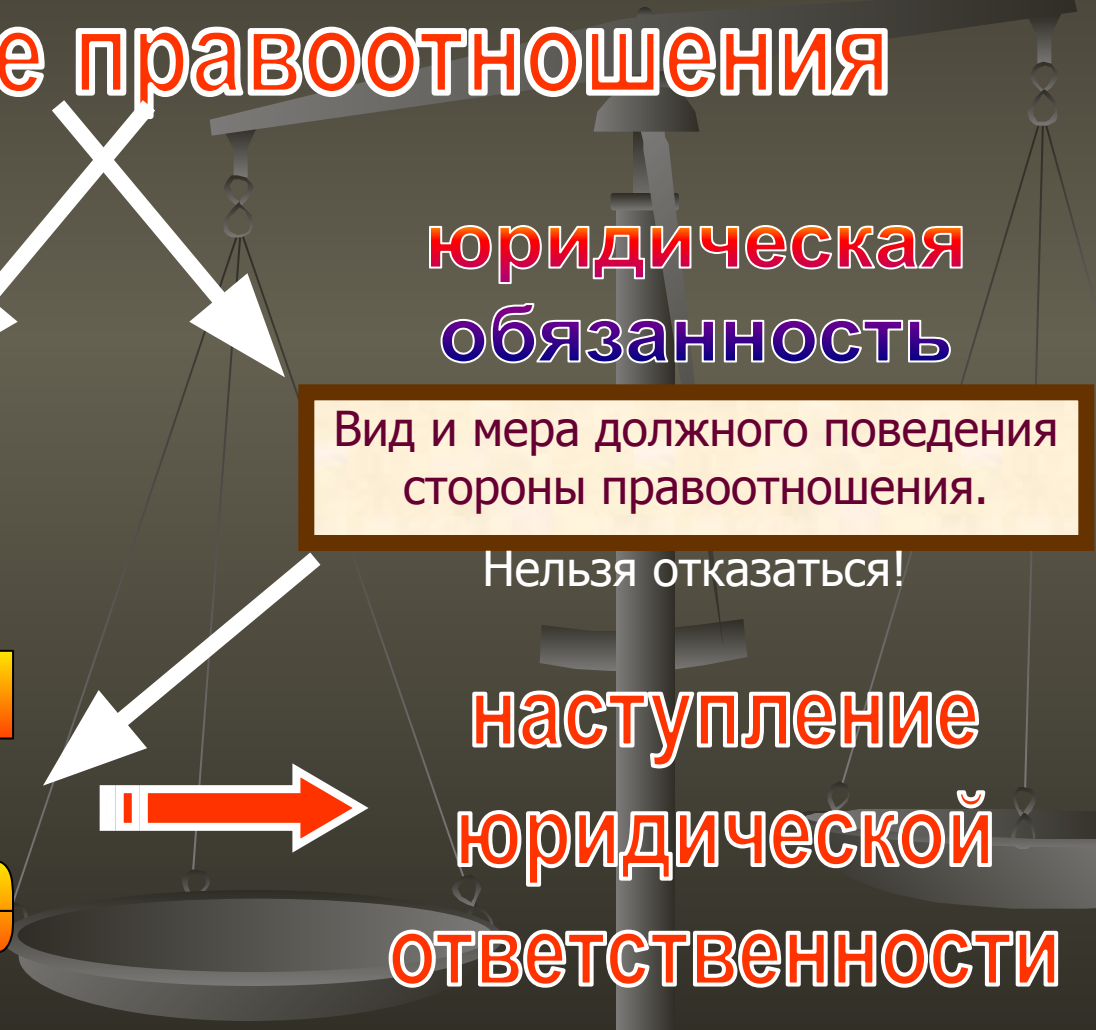 е правоотношения
юридическая
обязанность
Вид и мера должного поведения
стороны правоотношения.
Нельзя отказаться!
наступление
юридической
ответственности